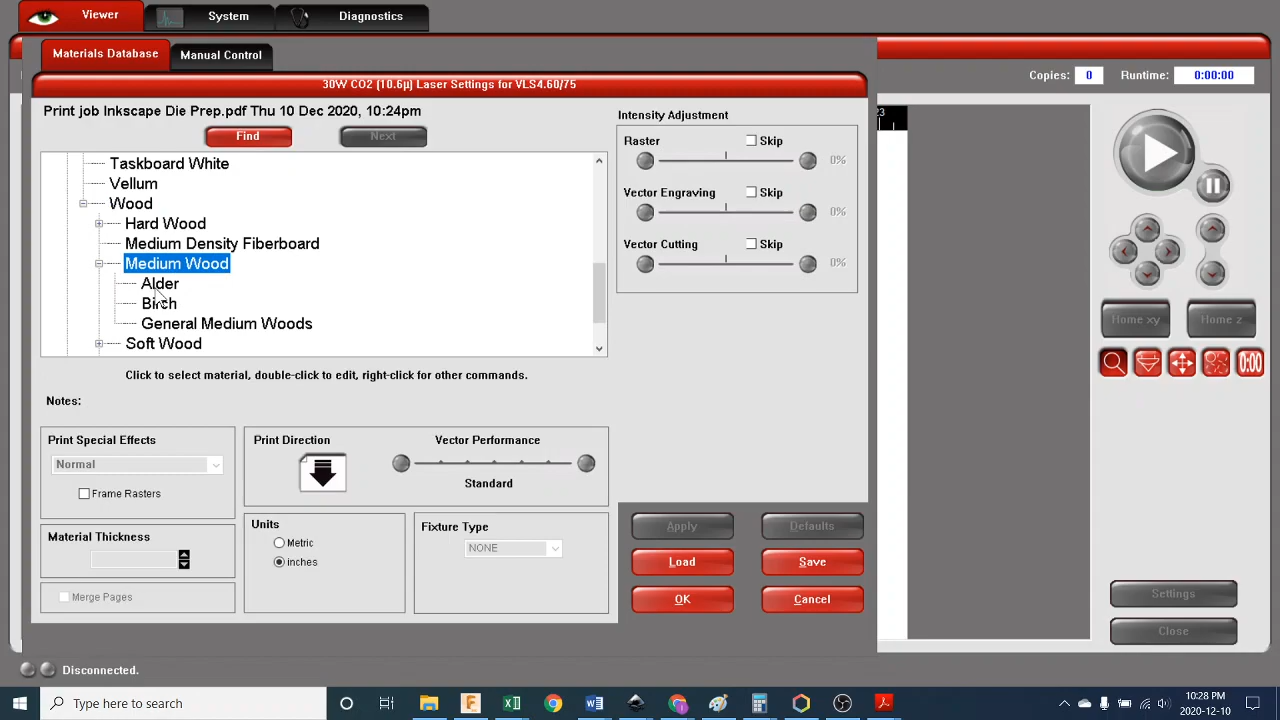 Viewer
System
Diagnostics
Materials Database
Manual Control
30W CO2 (10.6µ) Laser Settings for VLS4.60/75
Copies: 0
Runtime: 0:00:00
Print job Inkscape Die Prep.pdf Thu 10 Dec 2020, 10:24pm
Find
Next
Taskboard White
Vellum
Wood
Hard Wood
Medium Density Fiberboard
Medium Wood
Alder
Birch
General Medium Woods
Soft Wood
Click to select material, double-click to edit, right-click for other commands.
Notes:
Intensity Adjustment
Raster
Skip
0%
Vector Engraving
Skip
0%
Vector Cutting
Skip
0%
23
Home xy
Home z
0:00
Print Special Effects
Normal
Frame Rasters
Print Direction
Vector Performance
Standard
Material Thickness
Merge Pages
Units
Metric
inches
Fixture Type
NONE
Apply
Defaults
Load
Save
OK
Cancel
Settings
Close
Disconnected.
Type here to search
10:28 PM
2020-12-10